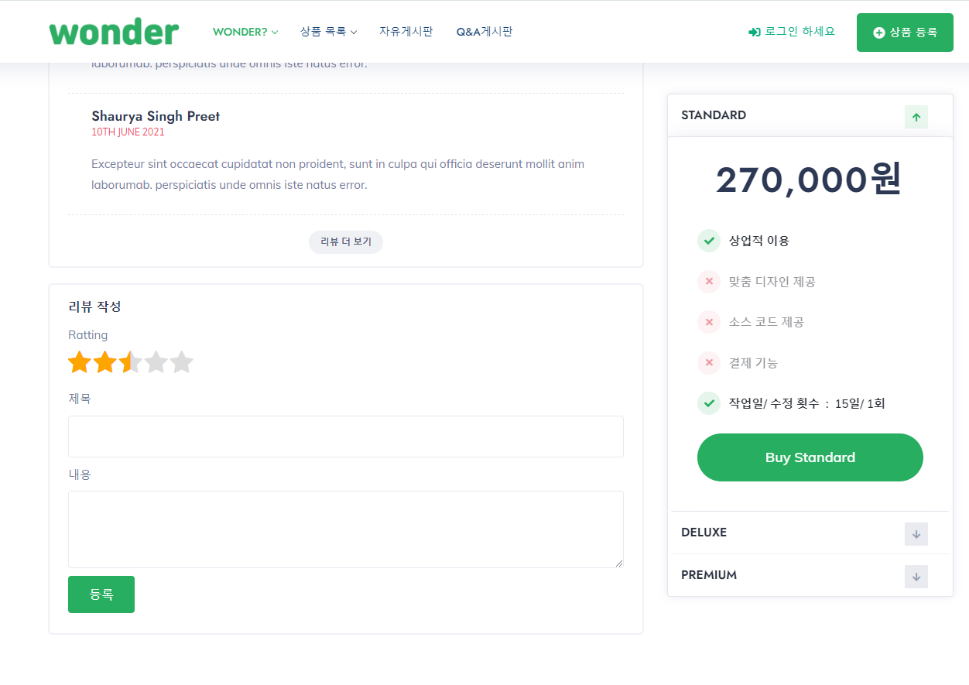 wonder
WONDER?
상품 목록
자유게시판
Q&A게시판
로그인 하세요
상품 등록
laborumab. perspiciatis unde omnis iste natus error.
Shaurya Singh Preet
10TH JUNE 2021
Excepteur sint occaecat cupidatat non proident, sunt in culpa qui officia deserunt mollit anim
laborumab. perspiciatis unde omnis iste natus error.
리뷰 더 보기
리뷰 작성
Ratting
제목
내용
등록
STANDARD
270,000원
상업적 이용
맞춤 디자인 제공
소스 코드 제공
결제 기능
작업일/ 수정 횟수 : 15일/ 1회
Buy Standard
DELUXE
PREMIUM